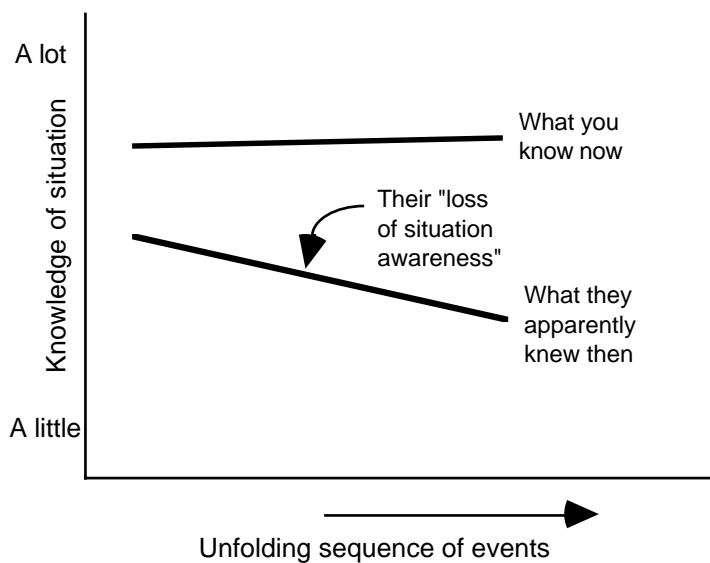 A lot
Knowledge of situation
What you
know now
Their "loss
of situation
awareness"
What they
apparently
knew then
A little
Unfolding sequence of events